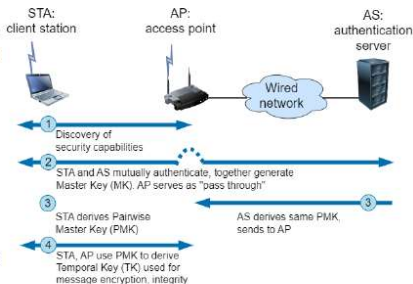 STA:
client station
AP:
access point
AS:
authentication
server
Wired
network
1
Discovery of
security capabilities
2
STA and AS mutually authenticate, together generate
Master Key (MK). AP serves as "pass through"
3
STA derives Pairwise
Master Key (PMK)
3
AS derives same PMK,
sends to AP
4
STA, AP use PMK to derive
Temporal Key (TK) used for
message encryption, integrity